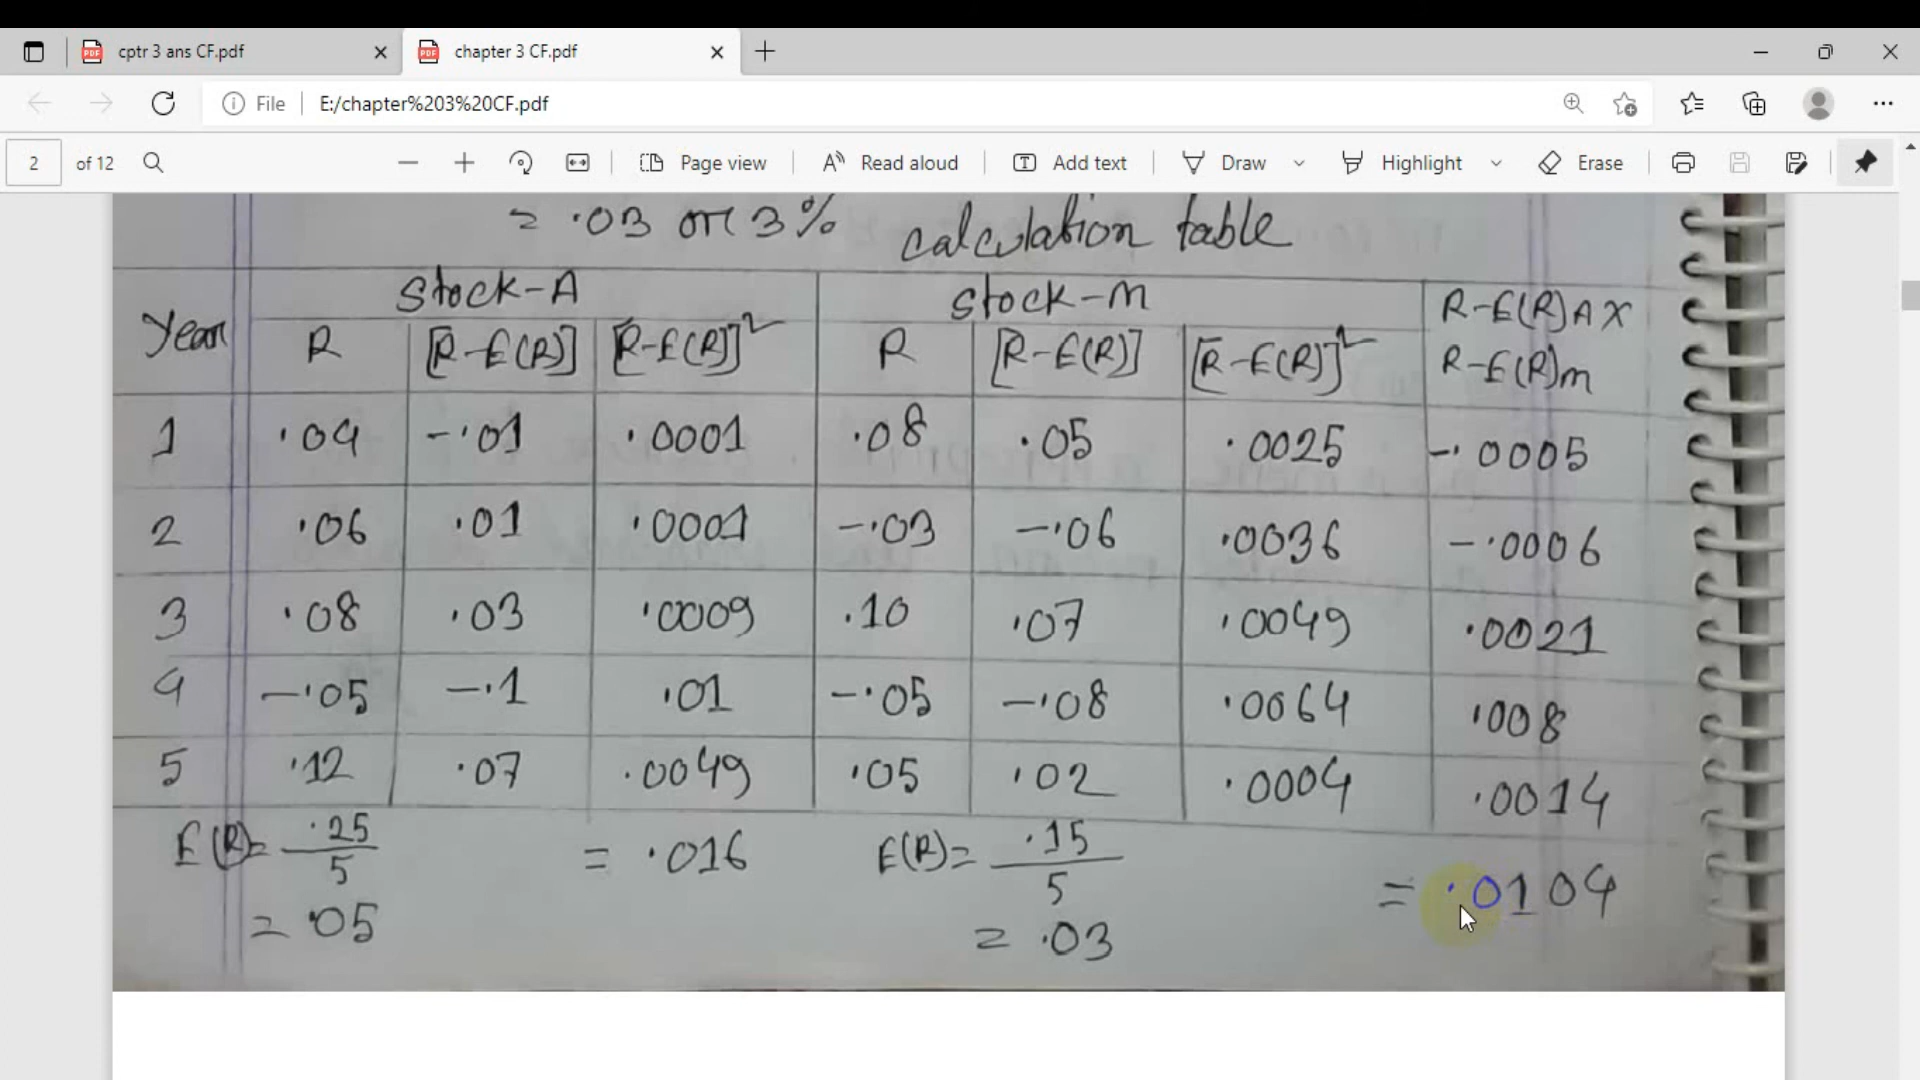 cptr 3 ans CF.pdf
chapter 3 CF.pdf
File E:/chapter%203%20CF.pdf
2 of 12 Page view Read aloud Add text Draw Highlight Erase
= .03 or 3%
calculation table
Year Stock-A Stock-M R-E(R)A X
R-E(R)m
R [R-E(R)] [R-E(R)]² R [R-E(R)] [R-E(R)]²
1 .04 -.01 .0001 .08 .05 .0025 -.0005
2 .06 .01 .0001 -.03 -.06 .0036 -.0006
3 .08 .03 .0009 .10 .07 .0049 .0021
4 -.05 -.1 .01 -.05 -.08 .0064 .008
5 .12 .07 .0049 .05 .02 .0004 .0014
E(R)= .25/5 = .016 E(R)= .15/5 = .0104
= .05 = .03